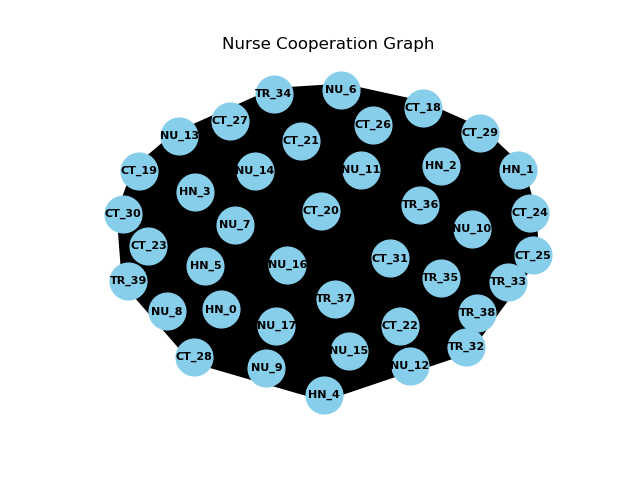 Nurse Cooperation Graph
NU_6
TR_34
CT_18
CT_27
CT_26
CT_29
NU_13
CT_21
HN_2
CT_19
NU_14
NU_11
HN_1
HN_3
TR_36
CT_20
CT_24
CT_30
NU_7
NU_10
CT_23
CT_25
CT_31
HN_5
NU_16
TR_35
TR_39
TR_33
TR_37
NU_8
HN_0
TR_38
NU_17
CT_22
TR_32
NU_15
CT_28
NU_9
NU_12
HN_4